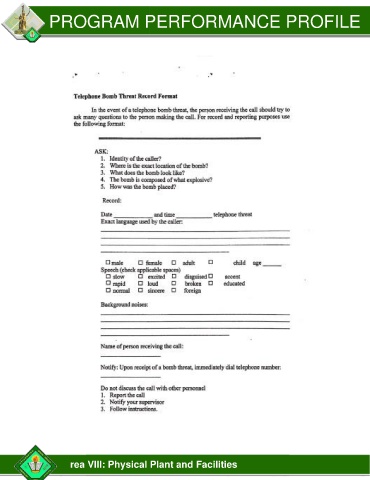 PROGRAM PERFORMANCE PROFILE
Telephone Bomb Threat Record Format
In the event of a telephone bomb threat, the person receiving the call should try to
ask many questions to the person making the call. For record and reporting purposes use
the following format:
ASK:
1. Identity of the caller?
2. Where is the exact location of the bomb?
3. What does the bomb look like?
4. The bomb is composed of what explosive?
5. How was the bomb placed?
Record:
Date ____________ and time ____________ telephone threat
Exact language used by the caller:
☐ male ☐ female ☐ adult ☐ child age ______
Speech (check applicable spaces)
☐ slow ☐ excited ☐ disguised ☐ accent
☐ rapid ☐ loud ☐ broken ☐ educated
☐ normal ☐ sincere ☐ foreign
Background noises:
Name of person receiving the call:
Notify: Upon receipt of a bomb threat, immediately dial telephone number:
Do not discuss the call with other personnel
1. Report the call
2. Notify your supervisor
3. Follow instructions.
rea VIII: Physical Plant and Facilities